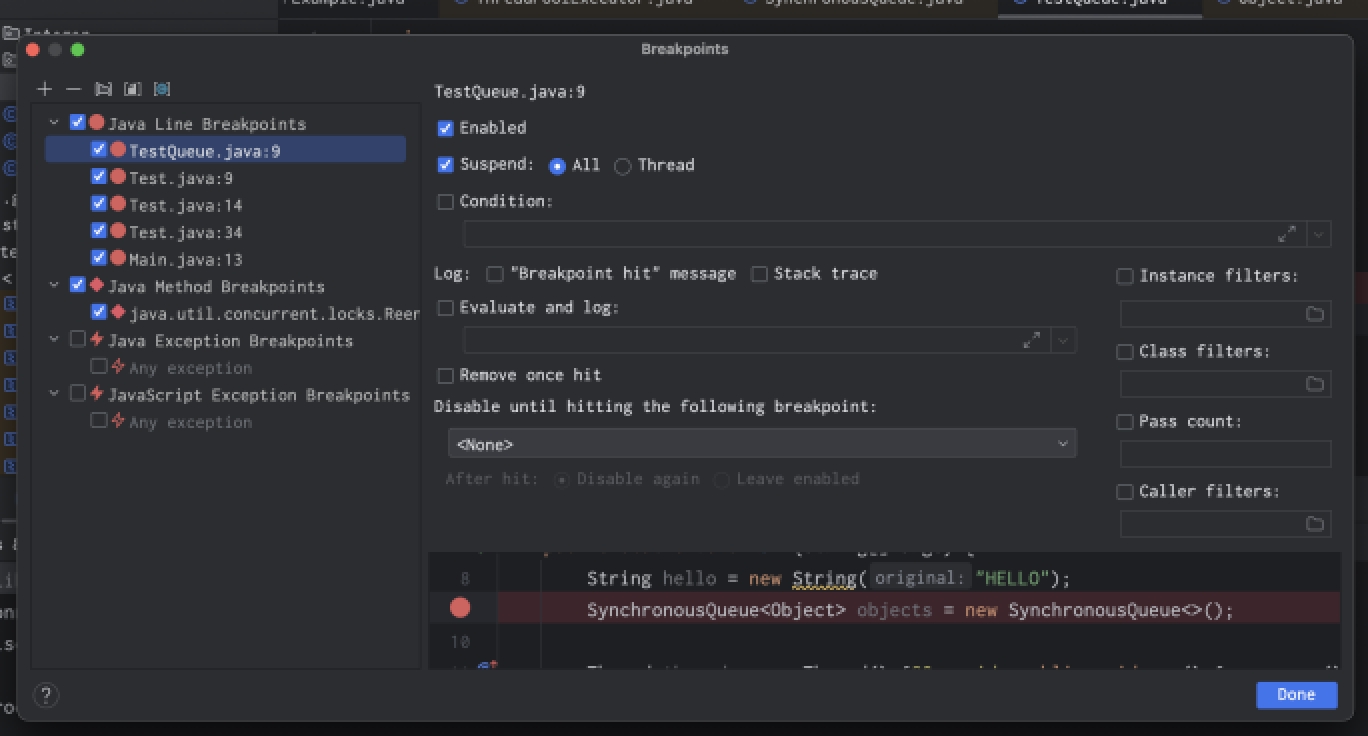 Breakpoints
TestQueue.java:9
Java Line Breakpoints
TestQueue.java:9
Test.java:9
Test.java:14
Test.java:34
Main.java:13
Java Method Breakpoints
java.util.concurrent.locks.Reen
Java Exception Breakpoints
Any exception
JavaScript Exception Breakpoints
Any exception
Enabled
Suspend: All Thread
Condition:
Log: "Breakpoint hit" message Stack trace
Evaluate and log:
Remove once hit
Disable until hitting the following breakpoint:
<None>
After hit: Disable again Leave enabled
Instance filters:
Class filters:
Pass count:
Caller filters:
8 String hello = new String( original: "HELLO");
SynchronousQueue<Object> objects = new SynchronousQueue<>();
10
?
Done